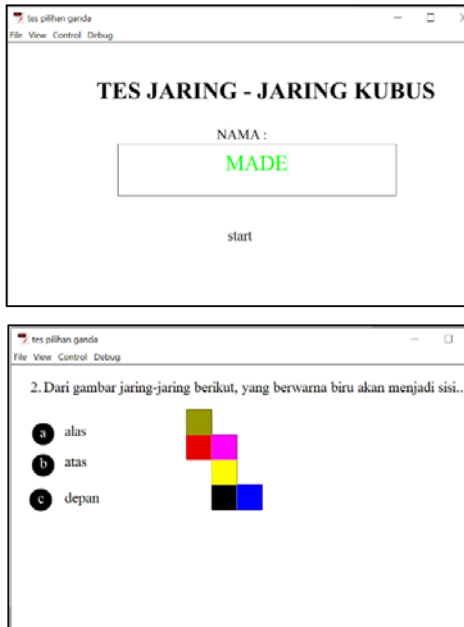 tes pilihan ganda
File View Control Debug
TES JARING - JARING KUBUS
NAMA :
MADE
start
tes pilihan ganda
File View Control Debug
2. Dari gambar jaring-jaring berikut, yang berwarna biru akan menjadi sisi..
a alas
b atas
c depan